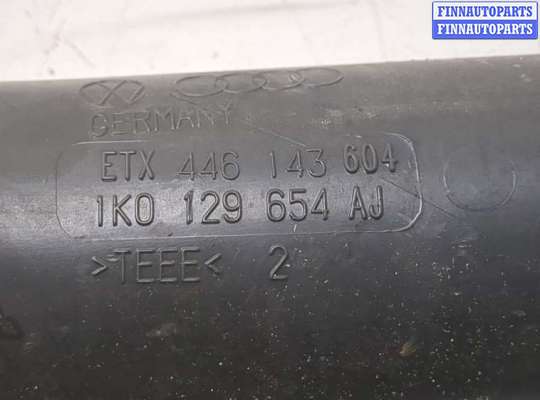 FINNAUTOPARTS
FINNAUTOPARTS
GERMANY
ETX 446 143 604
1K0 129 654 AJ
>TEEE< 2